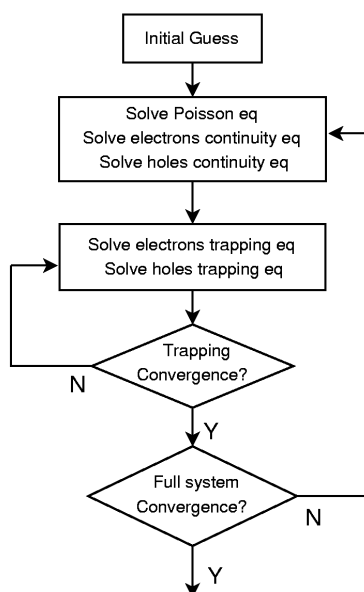 Initial Guess
Solve Poisson eq
Solve electrons continuity eq
Solve holes continuity eq
Solve electrons trapping eq
Solve holes trapping eq
Trapping
Convergence?
N
Y
Full system
Convergence?
N
Y